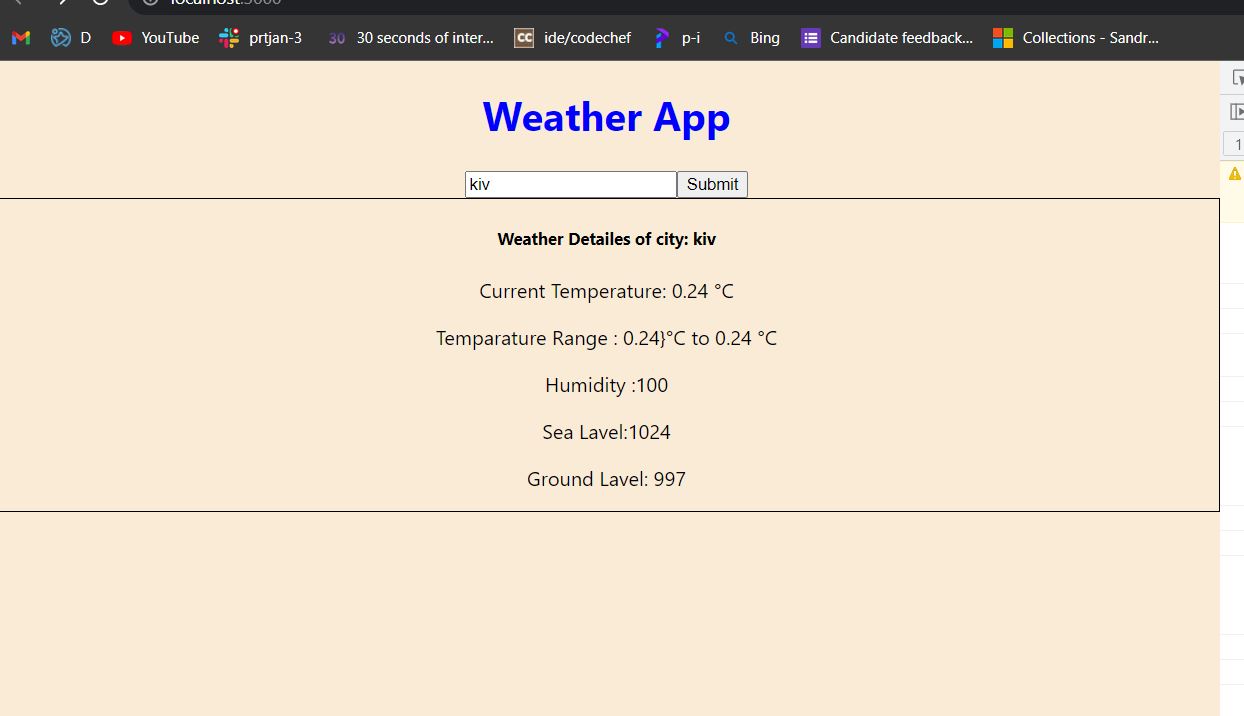 D YouTube prtjan-3 30 30 seconds of inter... CC ide/codechef p-i Bing Candidate feedback... Collections - Sandr...
Weather App
kiv Submit
Weather Detailes of city: kiv
Current Temperature: 0.24 °C
Temparature Range : 0.24}°C to 0.24 °C
Humidity :100
Sea Lavel:1024
Ground Lavel: 997
1